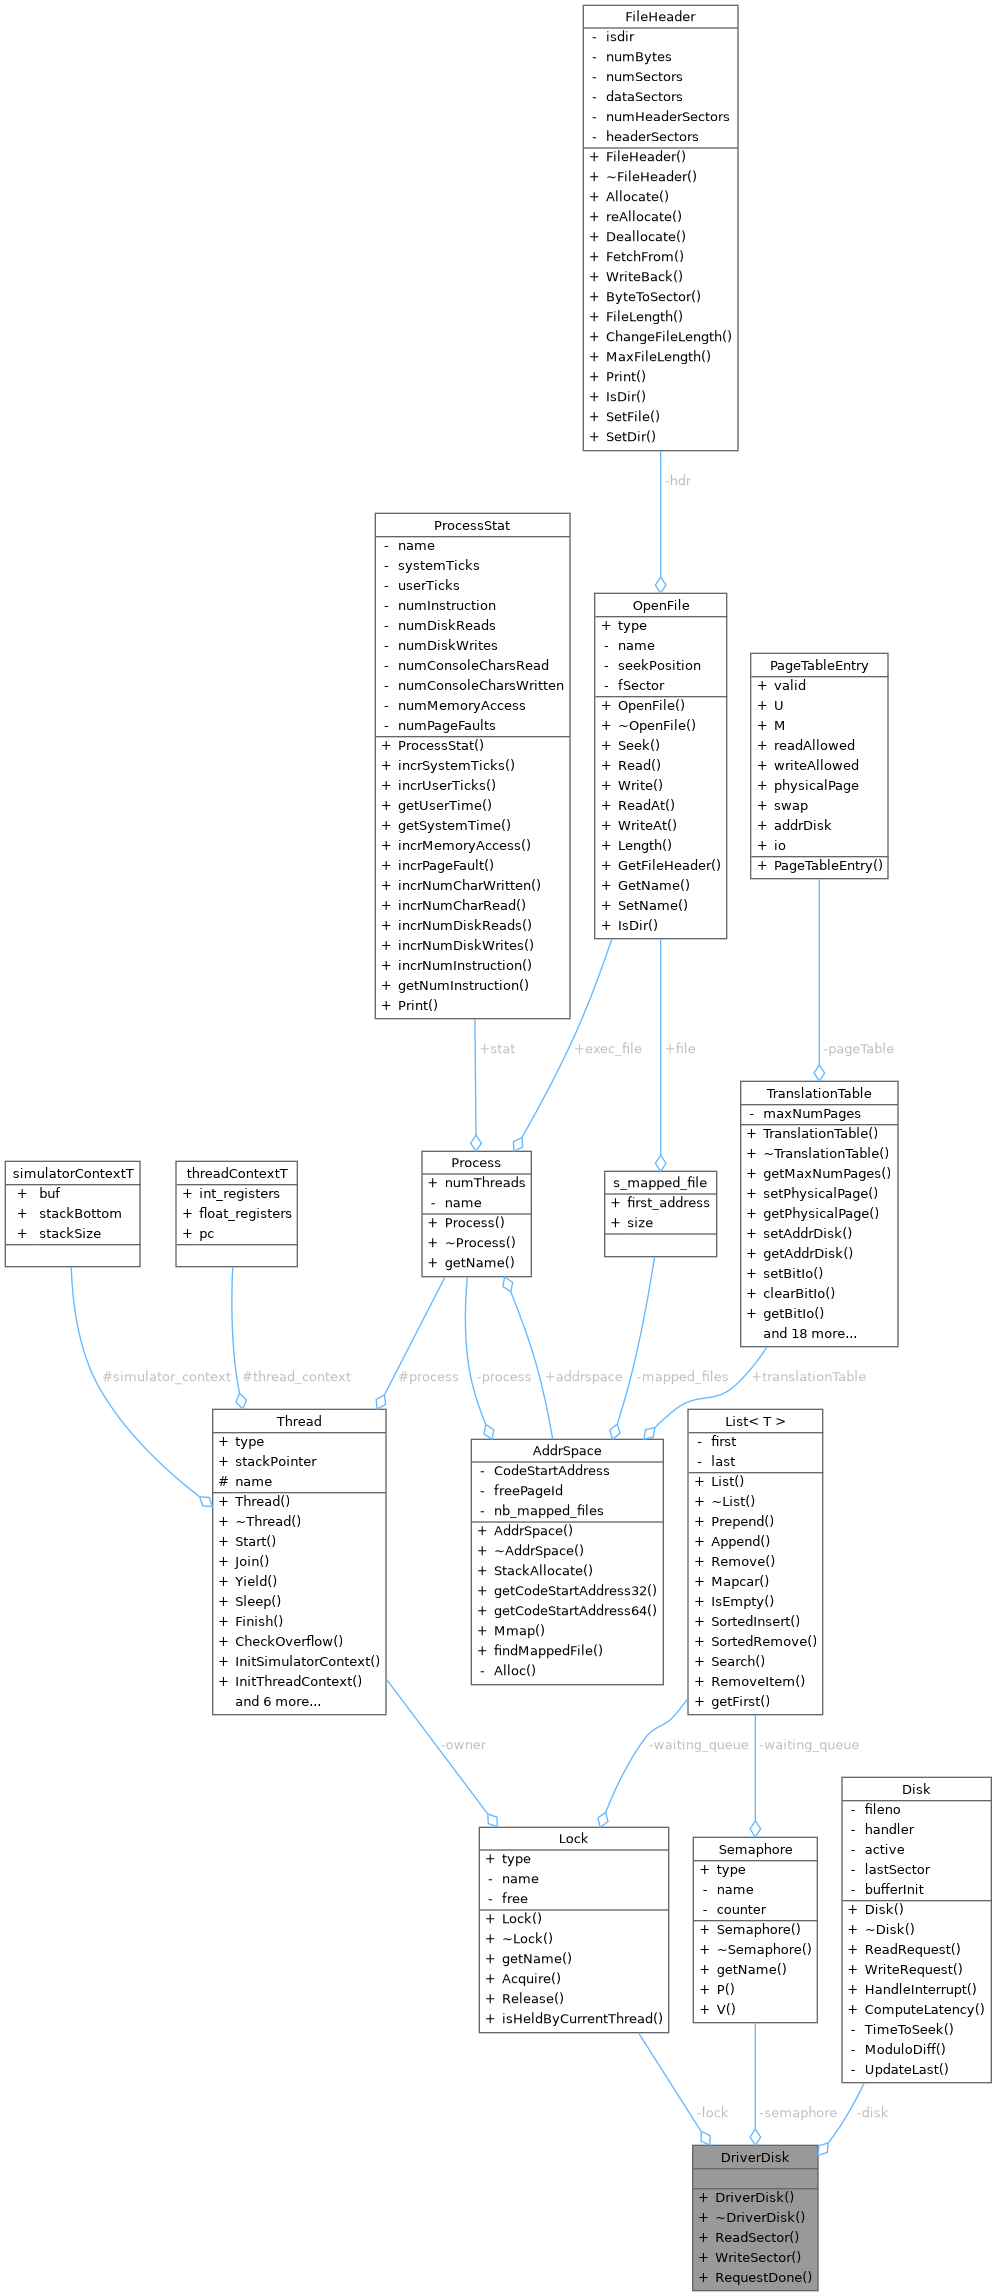 FileHeader
- isdir
- numBytes
- numSectors
- dataSectors
- numHeaderSectors
- headerSectors
+ FileHeader()
+ ~FileHeader()
+ Allocate()
+ reAllocate()
+ Deallocate()
+ FetchFrom()
+ WriteBack()
+ ByteToSector()
+ FileLength()
+ ChangeFileLength()
+ MaxFileLength()
+ Print()
+ IsDir()
+ SetFile()
+ SetDir()
-hdr
ProcessStat
- name
- systemTicks
- userTicks
- numInstruction
- numDiskReads
- numDiskWrites
- numConsoleCharsRead
- numConsoleCharsWritten
- numMemoryAccess
- numPageFaults
+ ProcessStat()
+ incrSystemTicks()
+ incrUserTicks()
+ getUserTime()
+ getSystemTime()
+ incrMemoryAccess()
+ incrPageFault()
+ incrNumCharWritten()
+ incrNumCharRead()
+ incrNumDiskReads()
+ incrNumDiskWrites()
+ incrNumInstruction()
+ getNumInstruction()
+ Print()
OpenFile
+ type
- name
- seekPosition
- fSector
+ OpenFile()
+ ~OpenFile()
+ Seek()
+ Read()
+ Write()
+ ReadAt()
+ WriteAt()
+ Length()
+ GetFileHeader()
+ GetName()
+ SetName()
+ IsDir()
PageTableEntry
+ valid
+ U
+ M
+ readAllowed
+ writeAllowed
+ physicalPage
+ swap
+ addrDisk
+ io
+ PageTableEntry()
+stat
+exec_file
+file
-pageTable
simulatorContextT
+ buf
+ stackBottom
+ stackSize
threadContextT
+ int_registers
+ float_registers
+ pc
Process
+ numThreads
- name
+ Process()
+ ~Process()
+ getName()
s_mapped_file
+ first_address
+ size
TranslationTable
- maxNumPages
+ TranslationTable()
+ ~TranslationTable()
+ getMaxNumPages()
+ setPhysicalPage()
+ getPhysicalPage()
+ setAddrDisk()
+ getAddrDisk()
+ setBitIo()
+ clearBitIo()
+ getBitIo()
and 18 more...
#simulator_context
#thread_context
#process
-process
+addrspace
-mapped_files
+translationTable
Thread
+ type
+ stackPointer
# name
+ Thread()
+ ~Thread()
+ Start()
+ Join()
+ Yield()
+ Sleep()
+ Finish()
+ CheckOverflow()
+ InitSimulatorContext()
+ InitThreadContext()
and 6 more...
AddrSpace
- CodeStartAddress
- freePageId
- nb_mapped_files
+ AddrSpace()
+ ~AddrSpace()
+ StackAllocate()
+ getCodeStartAddress32()
+ getCodeStartAddress64()
+ Mmap()
+ findMappedFile()
- Alloc()
List< T >
- first
- last
+ List()
+ ~List()
+ Prepend()
+ Append()
+ Remove()
+ Mapcar()
+ IsEmpty()
+ SortedInsert()
+ SortedRemove()
+ Search()
+ RemoveItem()
+ getFirst()
-owner
-waiting_queue
-waiting_queue
Lock
+ type
- name
- free
+ Lock()
+ ~Lock()
+ getName()
+ Acquire()
+ Release()
+ isHeldByCurrentThread()
Semaphore
+ type
- name
- counter
+ Semaphore()
+ ~Semaphore()
+ getName()
+ P()
+ V()
Disk
- fileno
- handler
- active
- lastSector
- bufferInit
+ Disk()
+ ~Disk()
+ ReadRequest()
+ WriteRequest()
+ HandleInterrupt()
+ ComputeLatency()
- TimeToSeek()
- ModuloDiff()
- UpdateLast()
-lock
-semaphore
-disk
DriverDisk
+ DriverDisk()
+ ~DriverDisk()
+ ReadSector()
+ WriteSector()
+ RequestDone()